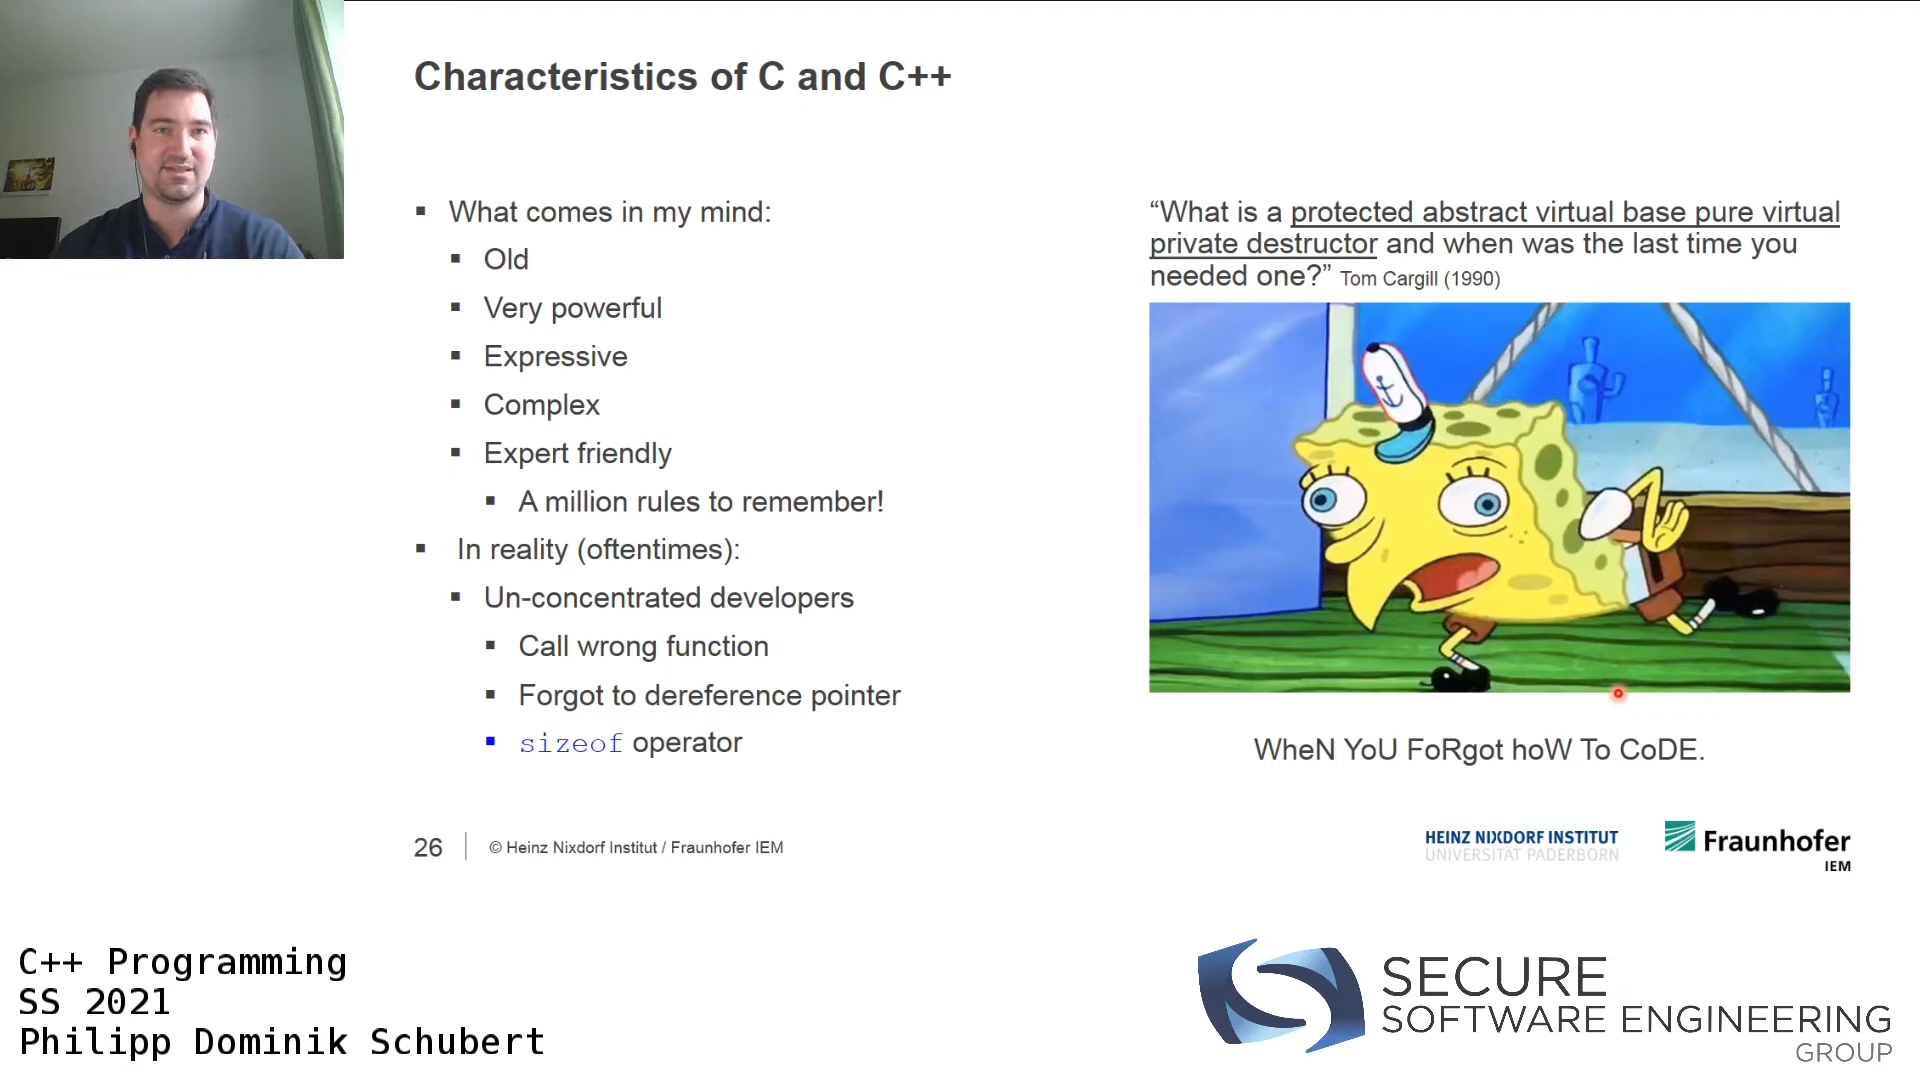 Characteristics of C and C++
▪ What comes in my mind:
▪ Old
▪ Very powerful
▪ Expressive
▪ Complex
▪ Expert friendly
▪ A million rules to remember!
▪ In reality (oftentimes):
▪ Un-concentrated developers
▪ Call wrong function
▪ Forgot to dereference pointer
▪ sizeof operator
“What is a protected abstract virtual base pure virtual
private destructor and when was the last time you
needed one?” Tom Cargill (1990)
WheN YoU FoRgot hoW To CoDE.
26
© Heinz Nixdorf Institut / Fraunhofer IEM
HEINZ NIXDORF INSTITUT
UNIVERSITÄT PADERBORN
Fraunhofer
IEM
C++ Programming
SS 2021
Philipp Dominik Schubert
SECURE
SOFTWARE ENGINEERING
GROUP